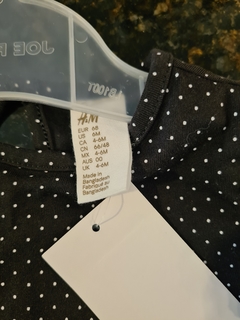 JOE F
H&M
EUR 68
US 6M
CA 4-6M
CN 66/48
MX 4-6M
AUS 00
UK 4-6M
Made in
Bangladesh
Fabriqué au
Bangladesh